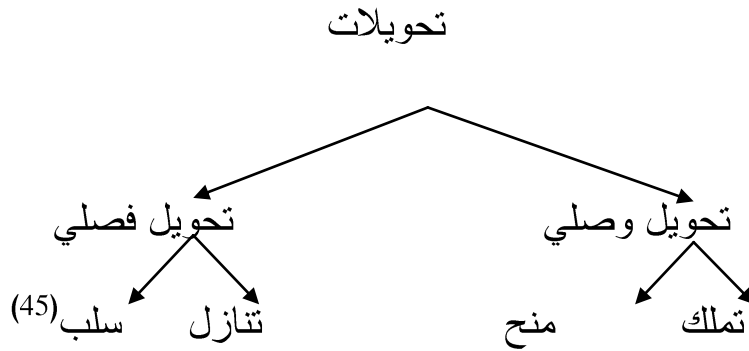 تحويلات
تحويل وصلي تحويل فصلي
تملك منح تنازل سلب(45)